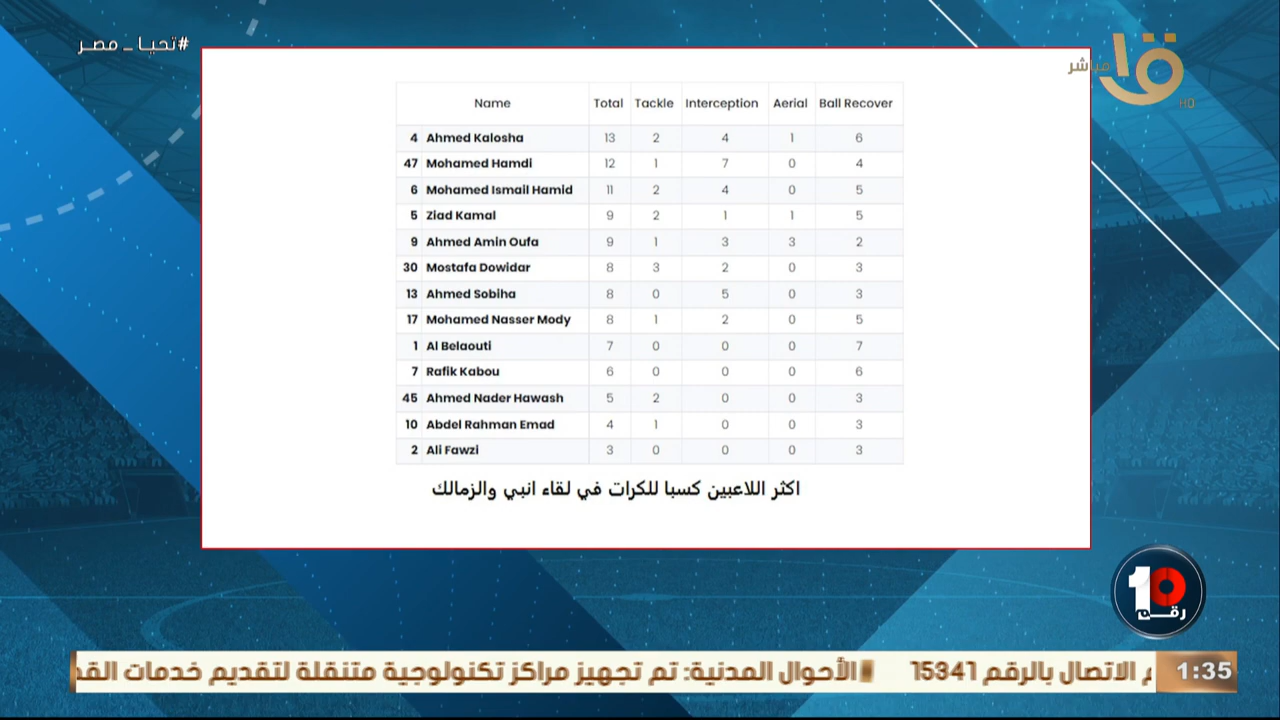 #تحيا_مصر
مباشر
HD
Name Total Tackle Interception Aerial Ball Recover
4 Ahmed Kalosha 13 2 4 1 6
47 Mohamed Hamdi 12 1 7 0 4
6 Mohamed Ismail Hamid 11 2 4 0 5
5 Ziad Kamal 9 2 1 1 5
9 Ahmed Amin Oufa 9 1 3 3 2
30 Mostafa Dowidar 8 3 2 0 3
13 Ahmed Sobiha 8 0 5 0 3
17 Mohamed Nasser Mody 8 1 2 0 5
1 Al Belaouti 7 0 0 0 7
7 Rafik Kabou 6 0 0 0 6
45 Ahmed Nader Hawash 5 2 0 0 3
10 Abdel Rahman Emad 4 1 0 0 3
2 Ali Fawzi 3 0 0 0 3
اكثر اللاعبين كسبا للكرات في لقاء انبي والزمالك
10
رقم
1:35
الاتصال بالرقم 15341 الأحوال المدنية: تم تجهيز مراكز تكنولوجية متنقلة لتقديم خدمات